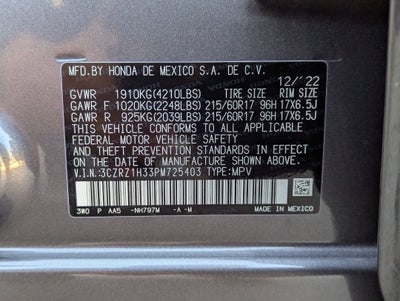 MFD.BY HONDA DE MEXICO S.A. DE C.V.
12/'22
GVWR 1910KG(4210LBS) TIRE SIZE RIM SIZE
GAWR F 1020KG(2248LBS) 215/60R17 96H 17X6.5J
GAWR R 925KG(2039LBS) 215/60R17 96H 17X6.5J
THIS VEHICLE CONFORMS TO ALL APPLICABLE
FEDERAL MOTOR VEHICLE SAFETY, BUMPER,
AND THEFT PREVENTION STANDARDS IN EFFECT
ON THE DATE OF MANUFACTURE SHOWN ABOVE.
V.I.N.:3CZRZ1H33PM725403 TYPE:MPV
3W0 P AA5 -NH797M -A -M MADE IN MEXICO